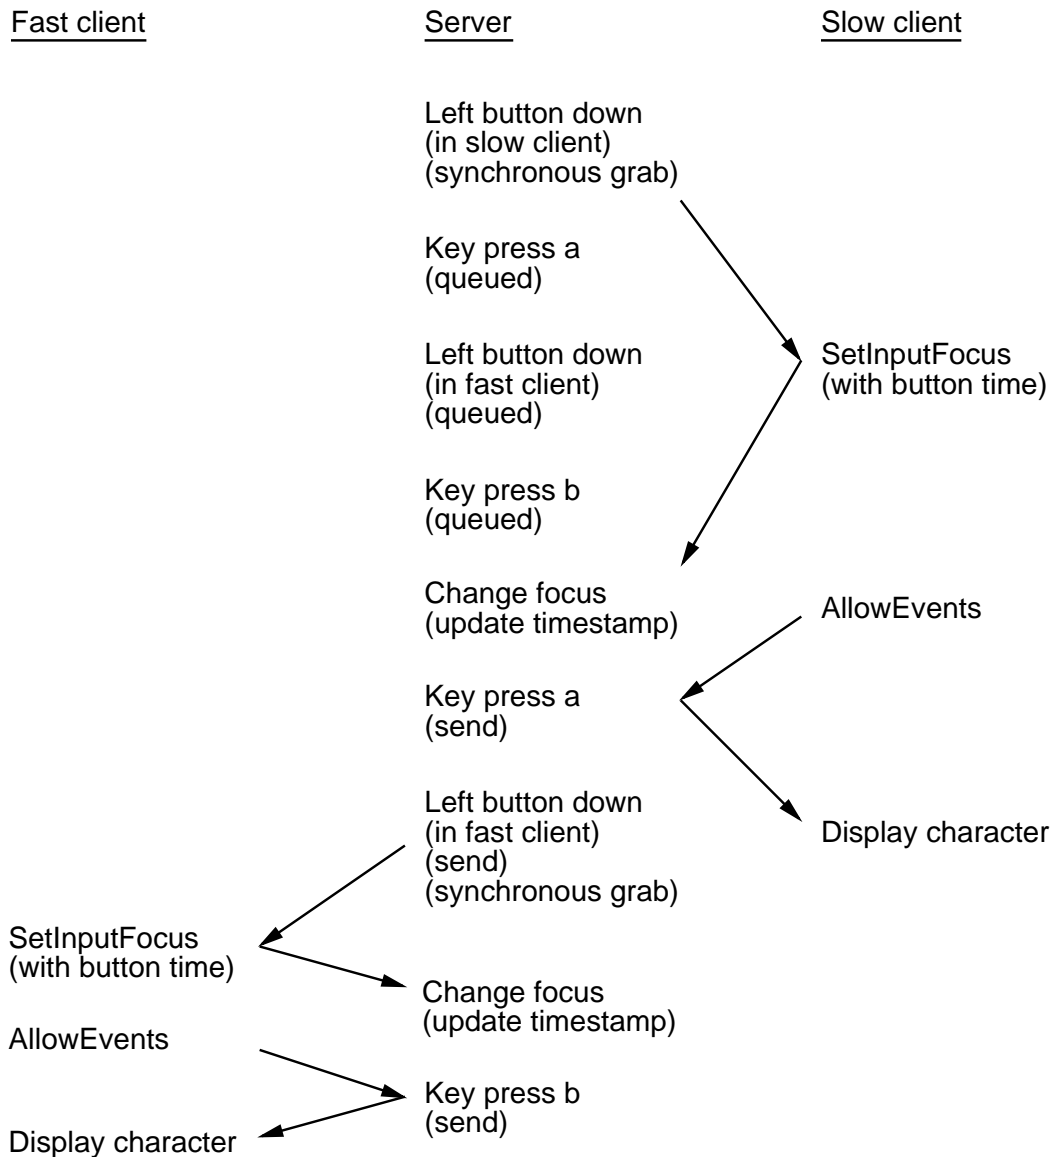 Fast client
Server
Slow client
Left button down
(in slow client)
(synchronous grab)
Key press a
(queued)
Left button down
(in fast client)
(queued)
SetInputFocus
(with button time)
Key press b
(queued)
Change focus
(update timestamp)
AllowEvents
Key press a
(send)
Left button down
(in fast client)
(send)
(synchronous grab)
Display character
SetInputFocus
(with button time)
Change focus
(update timestamp)
AllowEvents
Key press b
(send)
Display character